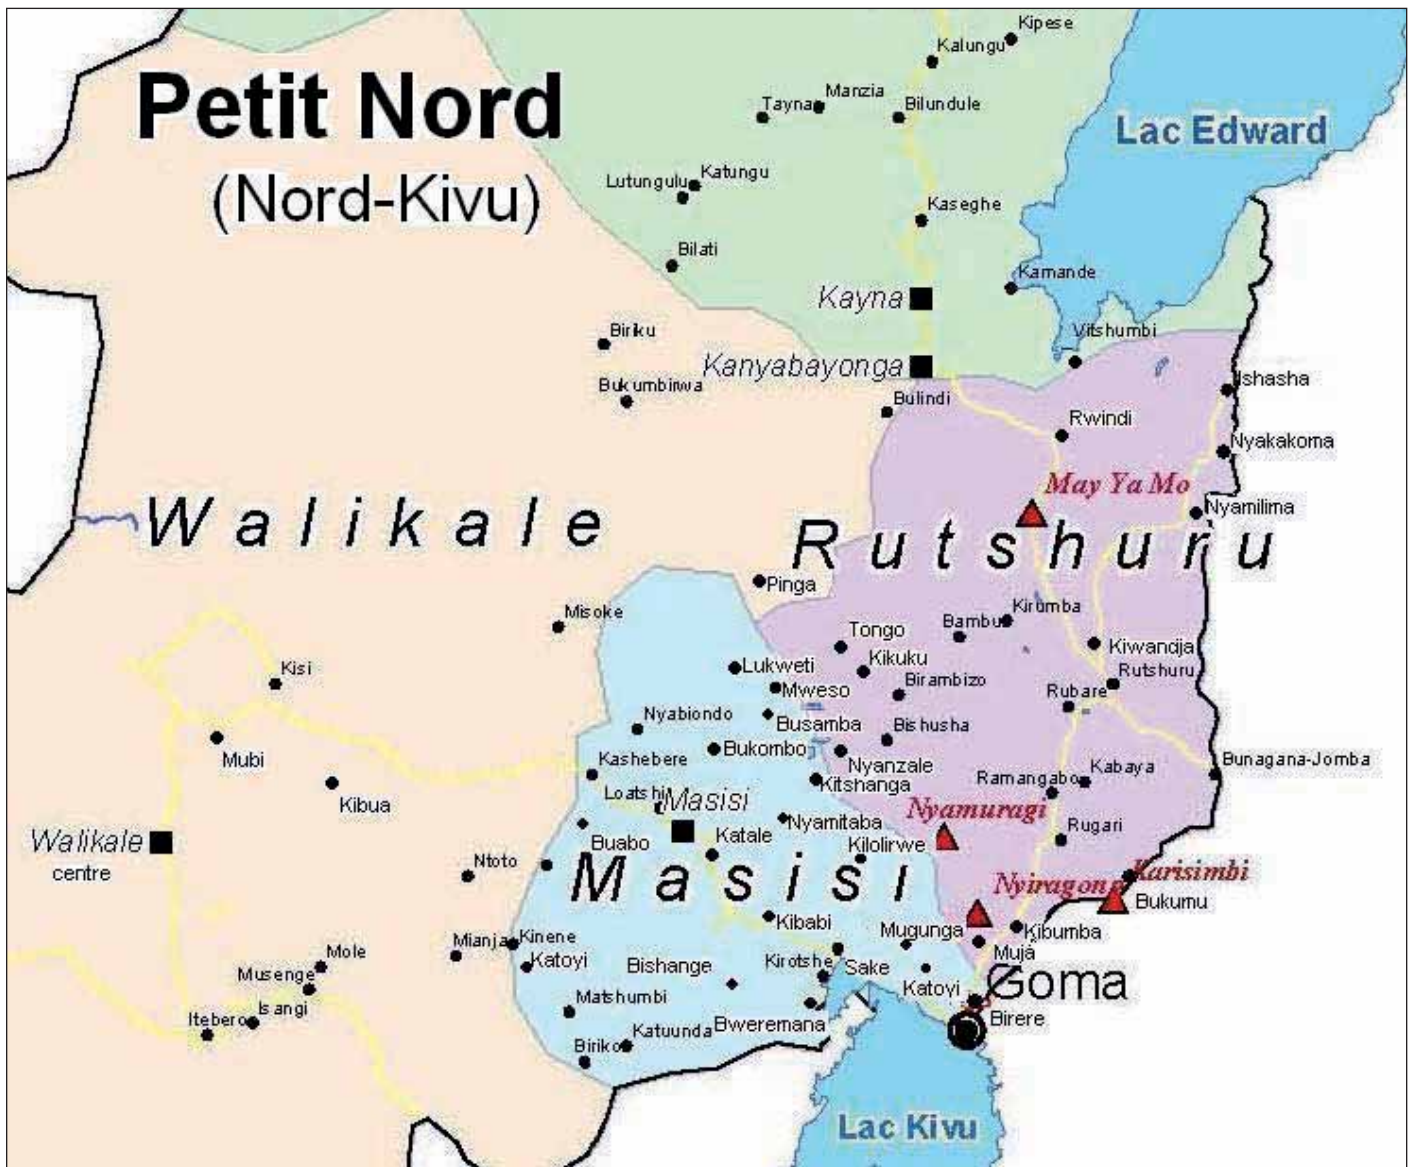 Kipese
Kalungu
Petit Nord
Manzia
Tayna
Bilundule
Lac Edward
Katungu
Lutungulu
(Nord-Kivu)
Kaseghe
Bilati
Kamande
Kayna
Biriku
Vitshumbi
Kanyabayonga
Ishasha
Bukumbirwa
Bulindi
Rwindi
Nyakakoma
May Ya Mo
Nyamilima
Walikale
Rutshuru
Pinga
Misoke
Kirumba
Bambu
Tongo
Kiwandja
Kikuku
Lukweti
Kisi
Rutshuru
Birambizo
Mweso
Rubare
Nyabiondo
Busamba
Bishusha
Bukombo
Mubi
Kashebere
Nyanzale
Bunagana-Jomba
Kabaya
Ramangabo
Kitshanga
Loatshi
Masisi
Kibua
Nyamuragi
Nyamitaba
Rugari
Katale
Buabo
Walikale
centre
Kilolirwe
Ntoto
Masisi
Karisimbi
Nyiragong
Bukumu
Kibabi
Mugunga
Kibumba
Mianja
Kinene
Mole
Muja
Katoyi
Bishange
Kirotshe
Sake
Musenge
Goma
Katoyi
Matshumbi
Isangi
Itebero
Birere
Bweremana
Katuunda
Biriko
Lac Kivu